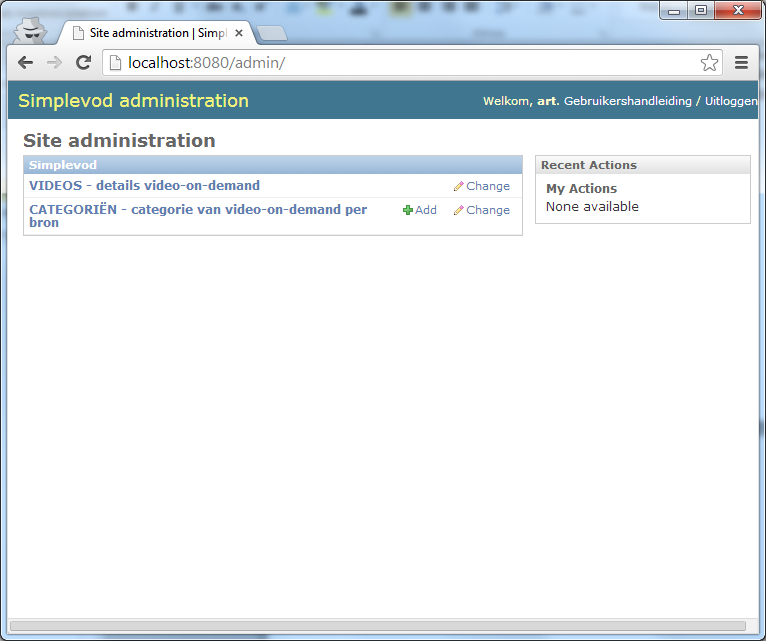 Site administration | Simpl
localhost:8080/admin/
Simplevod administration
Welkom, art. Gebruikershandleiding / Uitloggen
Site administration
Simplevod
VIDEOS - details video-on-demand
Change
CATEGORIËN - categorie van video-on-demand per
bron
Add
Change
Recent Actions
My Actions
None available